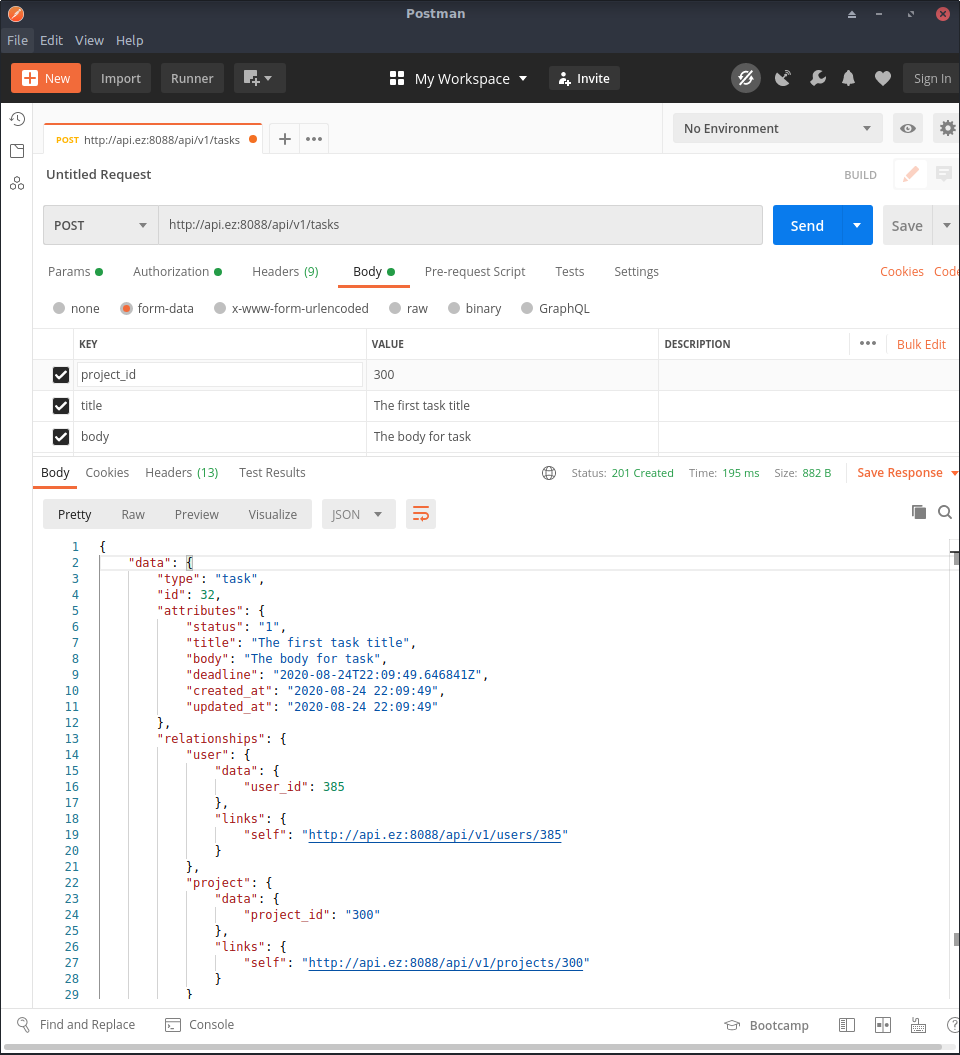 Postman
File Edit View Help
New Import Runner My Workspace Invite Sign In
POST http://api.ez:8088/api/v1/tasks No Environment
Untitled Request BUILD
POST http://api.ez:8088/api/v1/tasks Send Save
Params Authorization Headers (9) Body Pre-request Script Tests Settings Cookies Code
none form-data x-www-form-urlencoded raw binary GraphQL
KEY VALUE DESCRIPTION Bulk Edit
project_id 300
title The first task title
body The body for task
Body Cookies Headers (13) Test Results Status: 201 Created Time: 195 ms Size: 882 B Save Response
Pretty Raw Preview Visualize JSON
1 {
2 "data": {
3 "type": "task",
4 "id": 32,
5 "attributes": {
6 "status": "1",
7 "title": "The first task title",
8 "body": "The body for task",
9 "deadline": "2020-08-24T22:09:49.646841Z",
10 "created_at": "2020-08-24 22:09:49",
11 "updated_at": "2020-08-24 22:09:49"
12 },
13 "relationships": {
14 "user": {
15 "data": {
16 "user_id": 385
17 },
18 "links": {
19 "self": "http://api.ez:8088/api/v1/users/385"
20 }
21 },
22 "project": {
23 "data": {
24 "project_id": "300"
25 },
26 "links": {
27 "self": "http://api.ez:8088/api/v1/projects/300"
28 }
29 }
Find and Replace Console Bootcamp